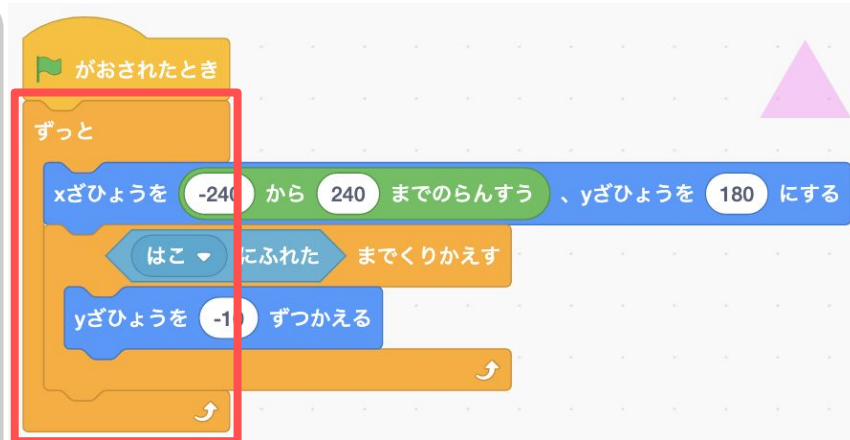 がおされたとき
ずっと
xざひょうを -240 から 240 までのらんすう 、yざひょうを 180 にする
はこ にふれた までくりかえす
yざひょうを -10 ずつかえる